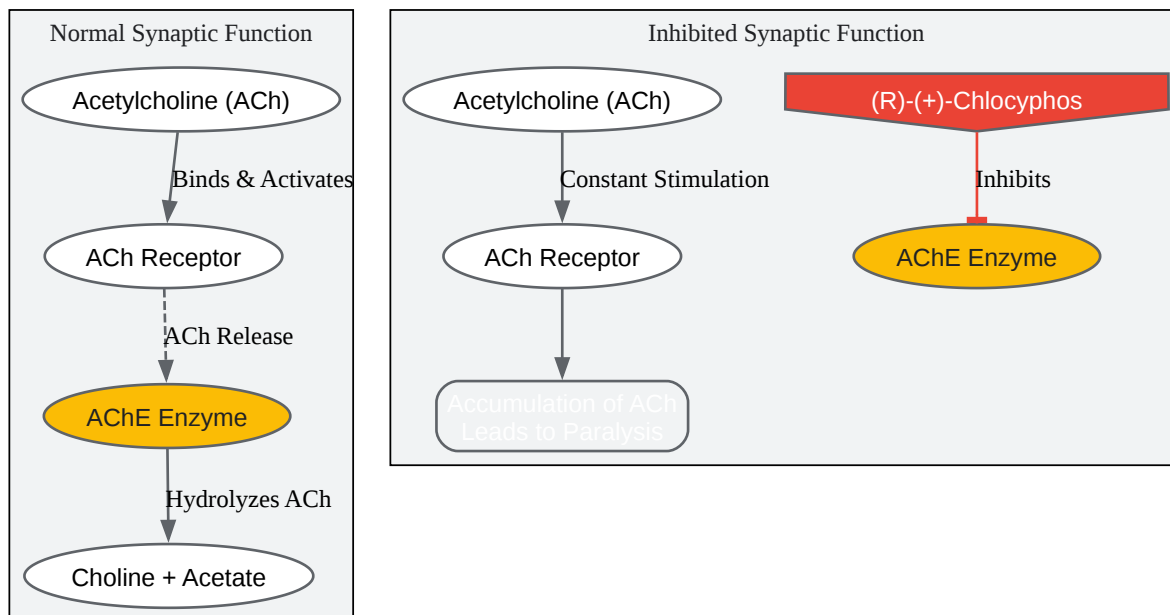 Normal Synaptic Function
Acetylcholine (ACh)
Binds & Activates
ACh Receptor
ACh Release
AChE Enzyme
Hydrolyzes ACh
Choline + Acetate
Inhibited Synaptic Function
Acetylcholine (ACh)
Constant Stimulation
ACh Receptor
Accumulation of ACh
Leads to Paralysis
(R)-(+)-Chlocyphos
Inhibits
AChE Enzyme